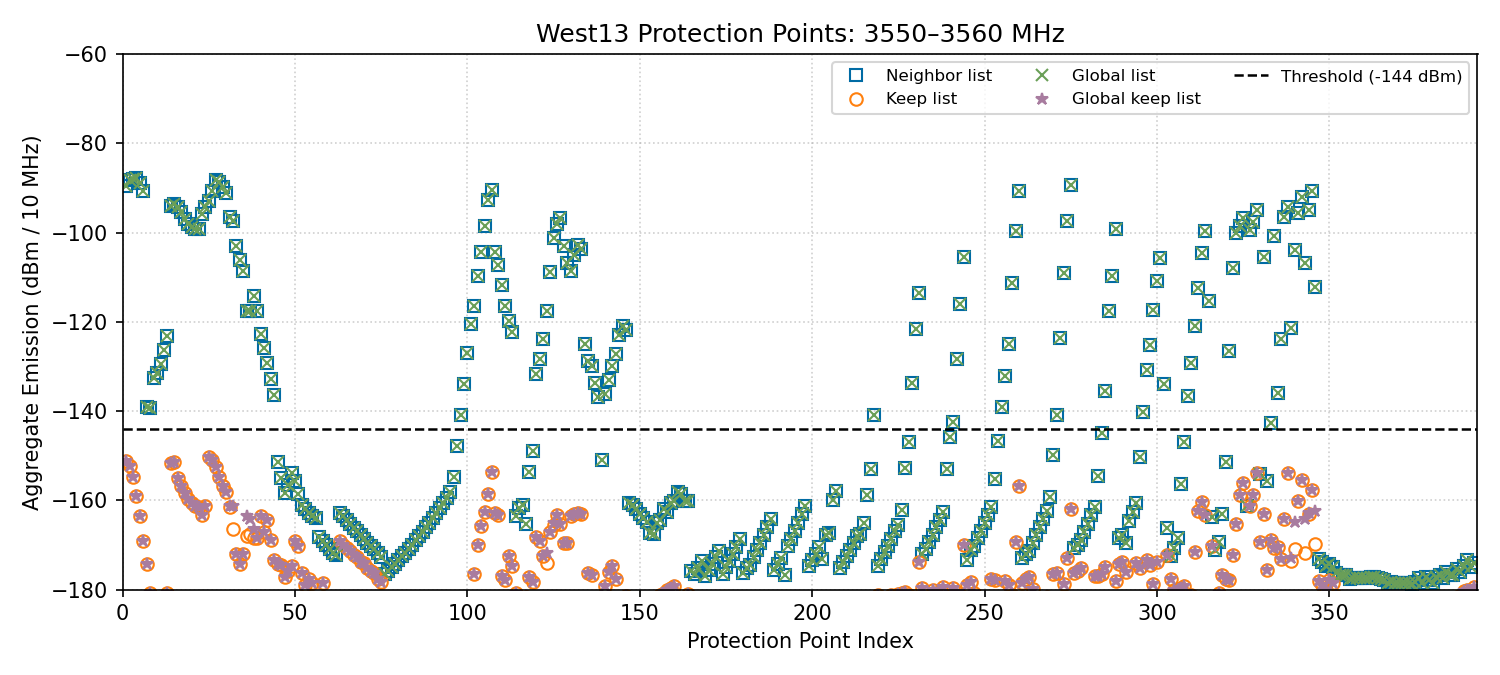 West13 Protection Points: 3550–3560 MHz
Neighbor list
Keep list
Global list
Global keep list
Threshold (-144 dBm)
Aggregate Emission (dBm / 10 MHz)
−60
−80
−100
−120
−140
−160
−180
0 50 100 150 200 250 300 350
Protection Point Index